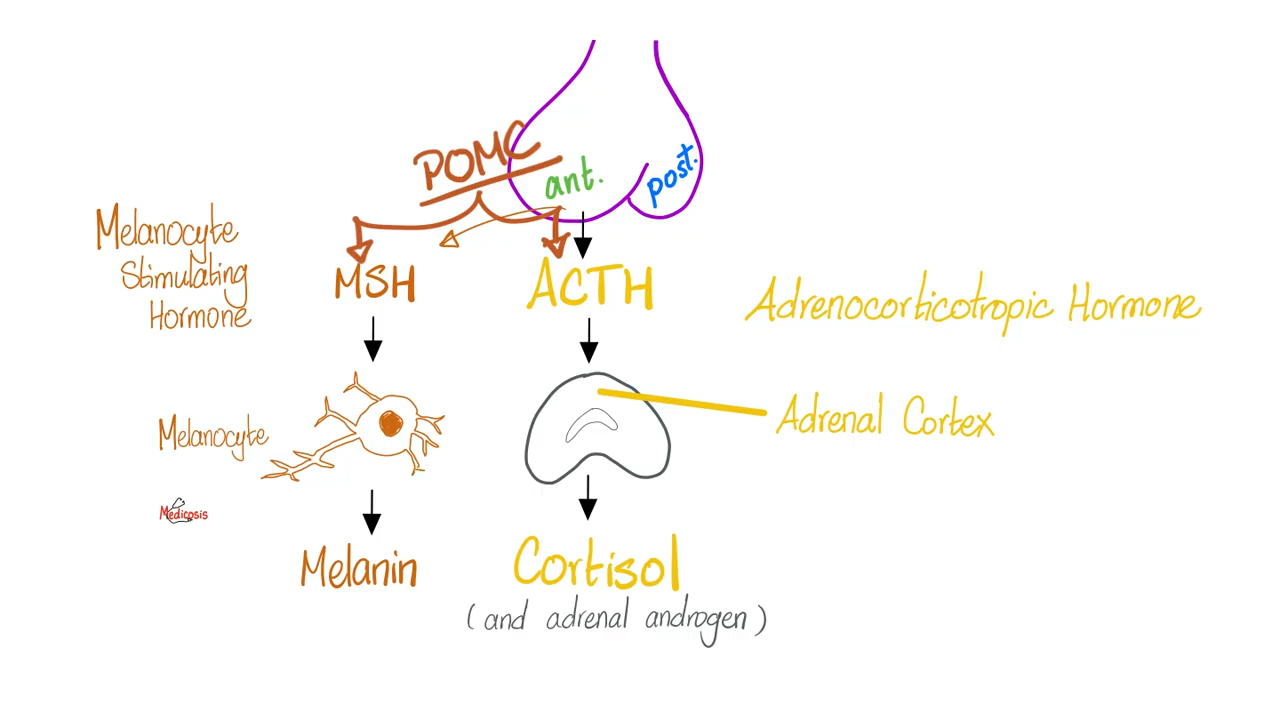 POMC
ant.
post.
Melanocyte
Stimulating
Hormone
MSH
ACTH
Adrenocorticotropic Hormone
Melanocyte
Adrenal Cortex
Medicosis
Melanin
Cortisol
(and adrenal androgen)